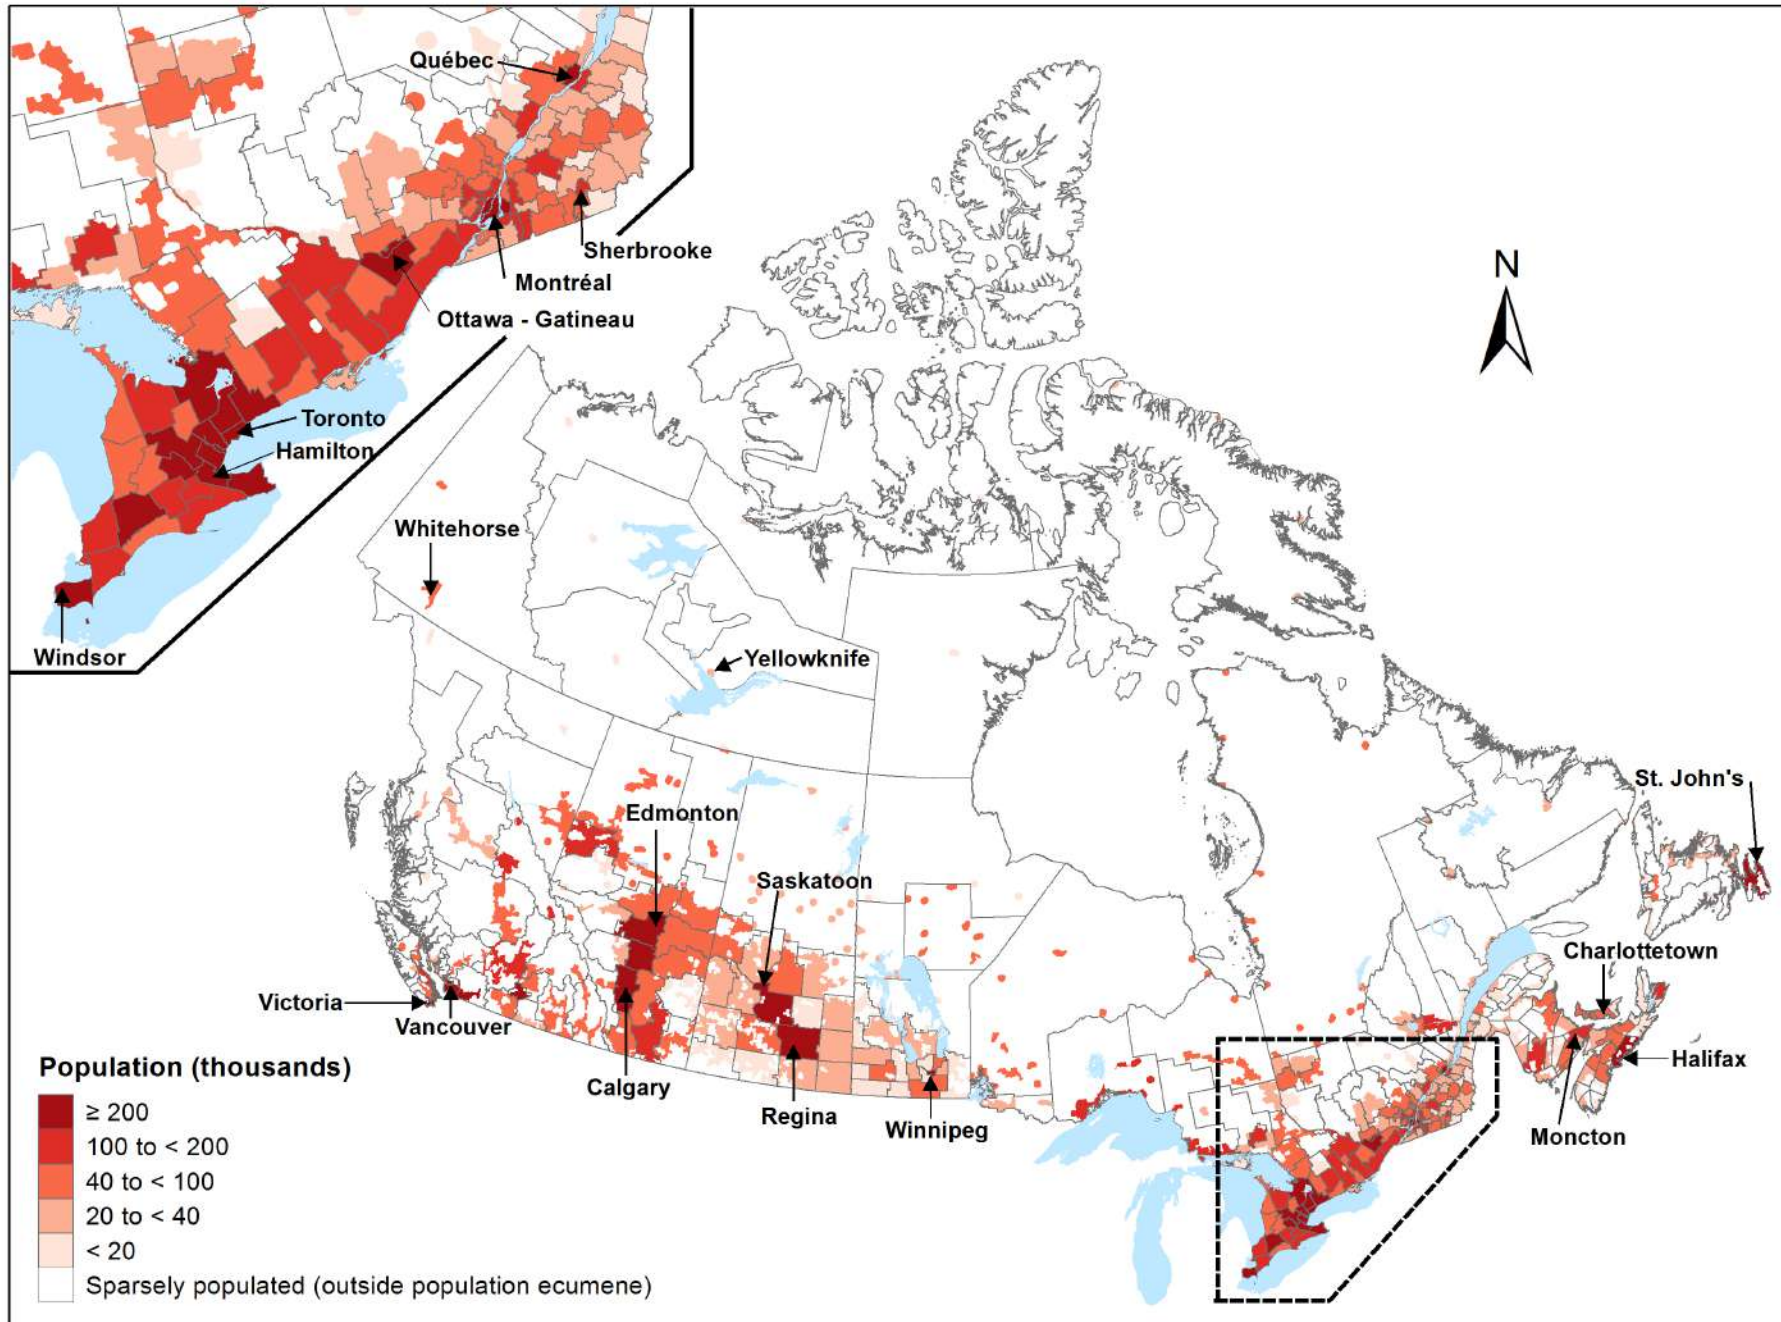 Québec
Sherbrooke
Montréal
Ottawa - Gatineau
Toronto
Hamilton
Windsor
N
Whitehorse
Yellowknife
St. John's
Edmonton
Saskatoon
Charlottetown
Victoria
Vancouver
Halifax
Calgary
Regina
Winnipeg
Moncton
Population (thousands)
≥ 200
100 to < 200
40 to < 100
20 to < 40
< 20
Sparsely populated (outside population ecumene)